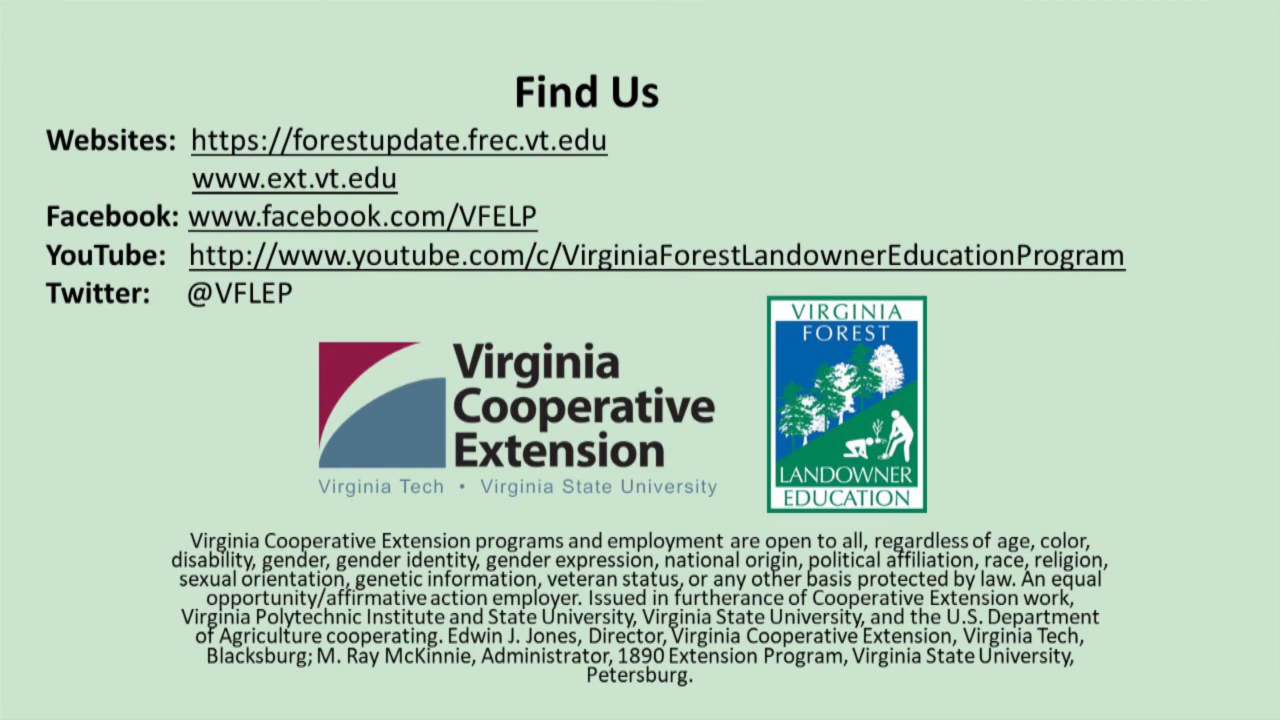 Find Us
Websites: https://forestupdate.frec.vt.edu
www.ext.vt.edu
Facebook: www.facebook.com/VFELP
YouTube: http://www.youtube.com/c/VirginiaForestLandownerEducationProgram
Twitter: @VFLEP
Virginia
Cooperative
Extension
Virginia Tech • Virginia State University
VIRGINIA
FOREST
LANDOWNER
EDUCATION
Virginia Cooperative Extension programs and employment are open to all, regardless of age, color,
disability, gender, gender identity, gender expression, national origin, political affiliation, race, religion,
sexual orientation, genetic information, veteran status, or any other basis protected by law. An equal
opportunity/affirmative action employer. Issued in furtherance of Cooperative Extension work,
Virginia Polytechnic Institute and State University, Virginia State University, and the U.S. Department
of Agriculture cooperating. Edwin J. Jones, Director, Virginia Cooperative Extension, Virginia Tech,
Blacksburg; M. Ray McKinnie, Administrator, 1890 Extension Program, Virginia State University,
Petersburg.